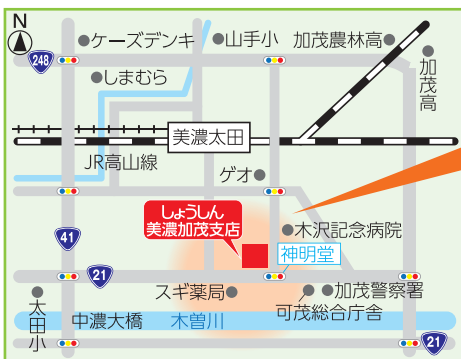 N
ケーズデンキ
山手小
加茂農林高
248
しまむら
加茂高
美濃太田
JR高山線
ゲオ
しょうしん
美濃加茂支店
木沢記念病院
41
神明堂
21
スギ薬局
加茂警察署
可茂総合庁舎
太田小
中濃大橋
木曽川
21